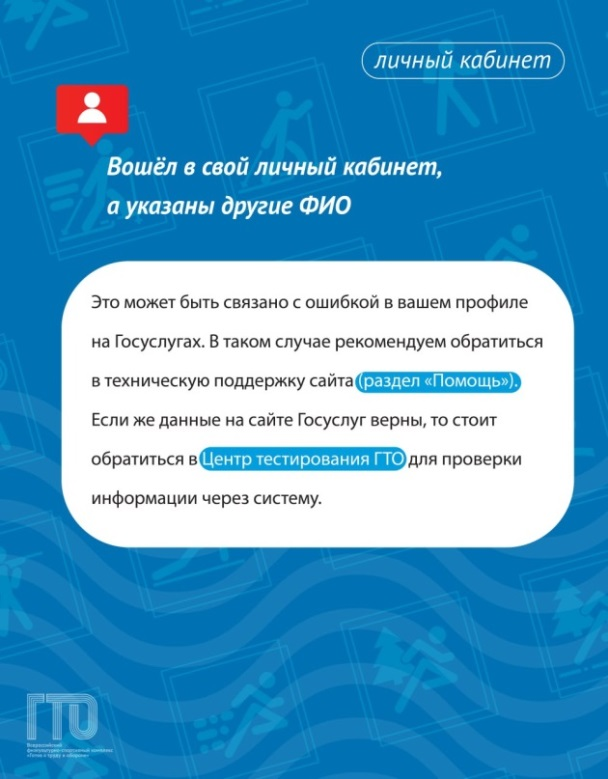 личный кабинет
Вошёл в свой личный кабинет,
а указаны другие ФИО
Это может быть связано с ошибкой в вашем профиле
на Госуслугах. В таком случае рекомендуем обратиться
в техническую поддержку сайта (раздел «Помощь»).
Если же данные на сайте Госуслуг верны, то стоит
обратиться в Центр тестирования ГТО для проверки
информации через систему.
ГТО
Всероссийский
физкультурно-спортивный комплекс
«Готов к труду и обороне»